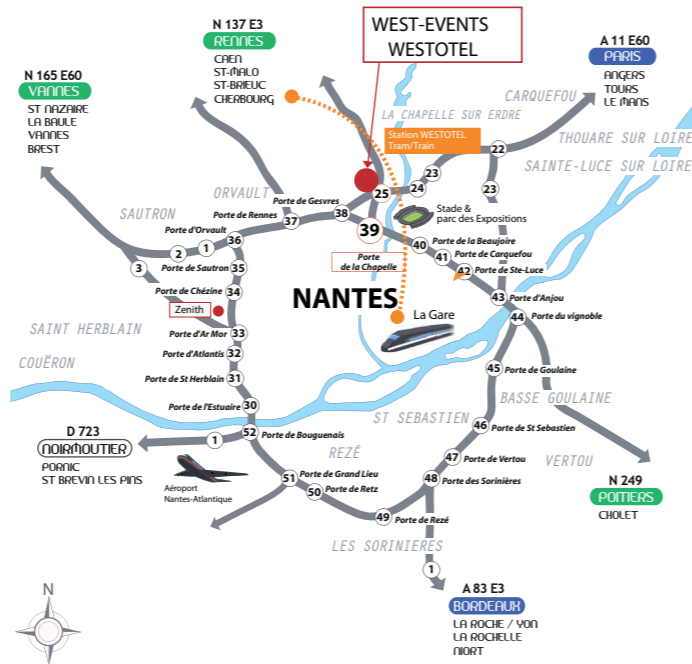 N 137 E3
RENNES
CAEN
ST-MALO
ST-BRIEUC
CHERBOURG
WEST-EVENTS
WESTOTEL
A 11 E60
PARIS
ANGERS
TOURS
LE MANS
N 165 E60
VANNES
ST NAZAIRE
LA BAULE
VANNES
BREST
CARQUEFOU
LA CHAPELLE SUR ERDRE
Station WESTOTEL
Tram/Train
THOUARE SUR LOIRE
SAINTE-LUCE SUR LOIRE
22
23
24
25
23
ORVAULT
SAUTRON
Porte de Gesvres
38
Porte de Rennes
37
Porte d'Orvault
36
1
2
3
39
Stade &
parc des Expositions
Porte
de la Chapelle
40
Porte de la Beaujoire
41
Porte de Carquefou
42
Porte de Ste-Luce
43
Porte d'Anjou
44
Porte du vignoble
Porte de Sautron
35
Porte de Chézine
34
Zenith
NANTES
La Gare
SAINT HERBLAIN
Porte d'Ar Mor
33
Porte d'Atlantis
32
Porte de St Herblain
31
COUËRON
Porte de l'Estuaire
30
45
Porte de Goulaine
BASSE GOULAINE
ST SEBASTIEN
46
Porte de St Sebastien
D 723
NOIRMOUTIER
PORNIC
ST BREVIN LES PINS
1
52
Porte de Bouguenais
REZÉ
47
Porte de Vertou
VERTOU
Aéroport
Nantes-Atlantique
51
Porte de Grand Lieu
50
Porte de Retz
48
Porte des Sorinières
49
Porte de Rezé
N 249
POITIERS
CHOLET
LES SORINIERES
1
A 83 E3
BORDEAUX
LA ROCHE / YON
LA ROCHELLE
NIORT
N